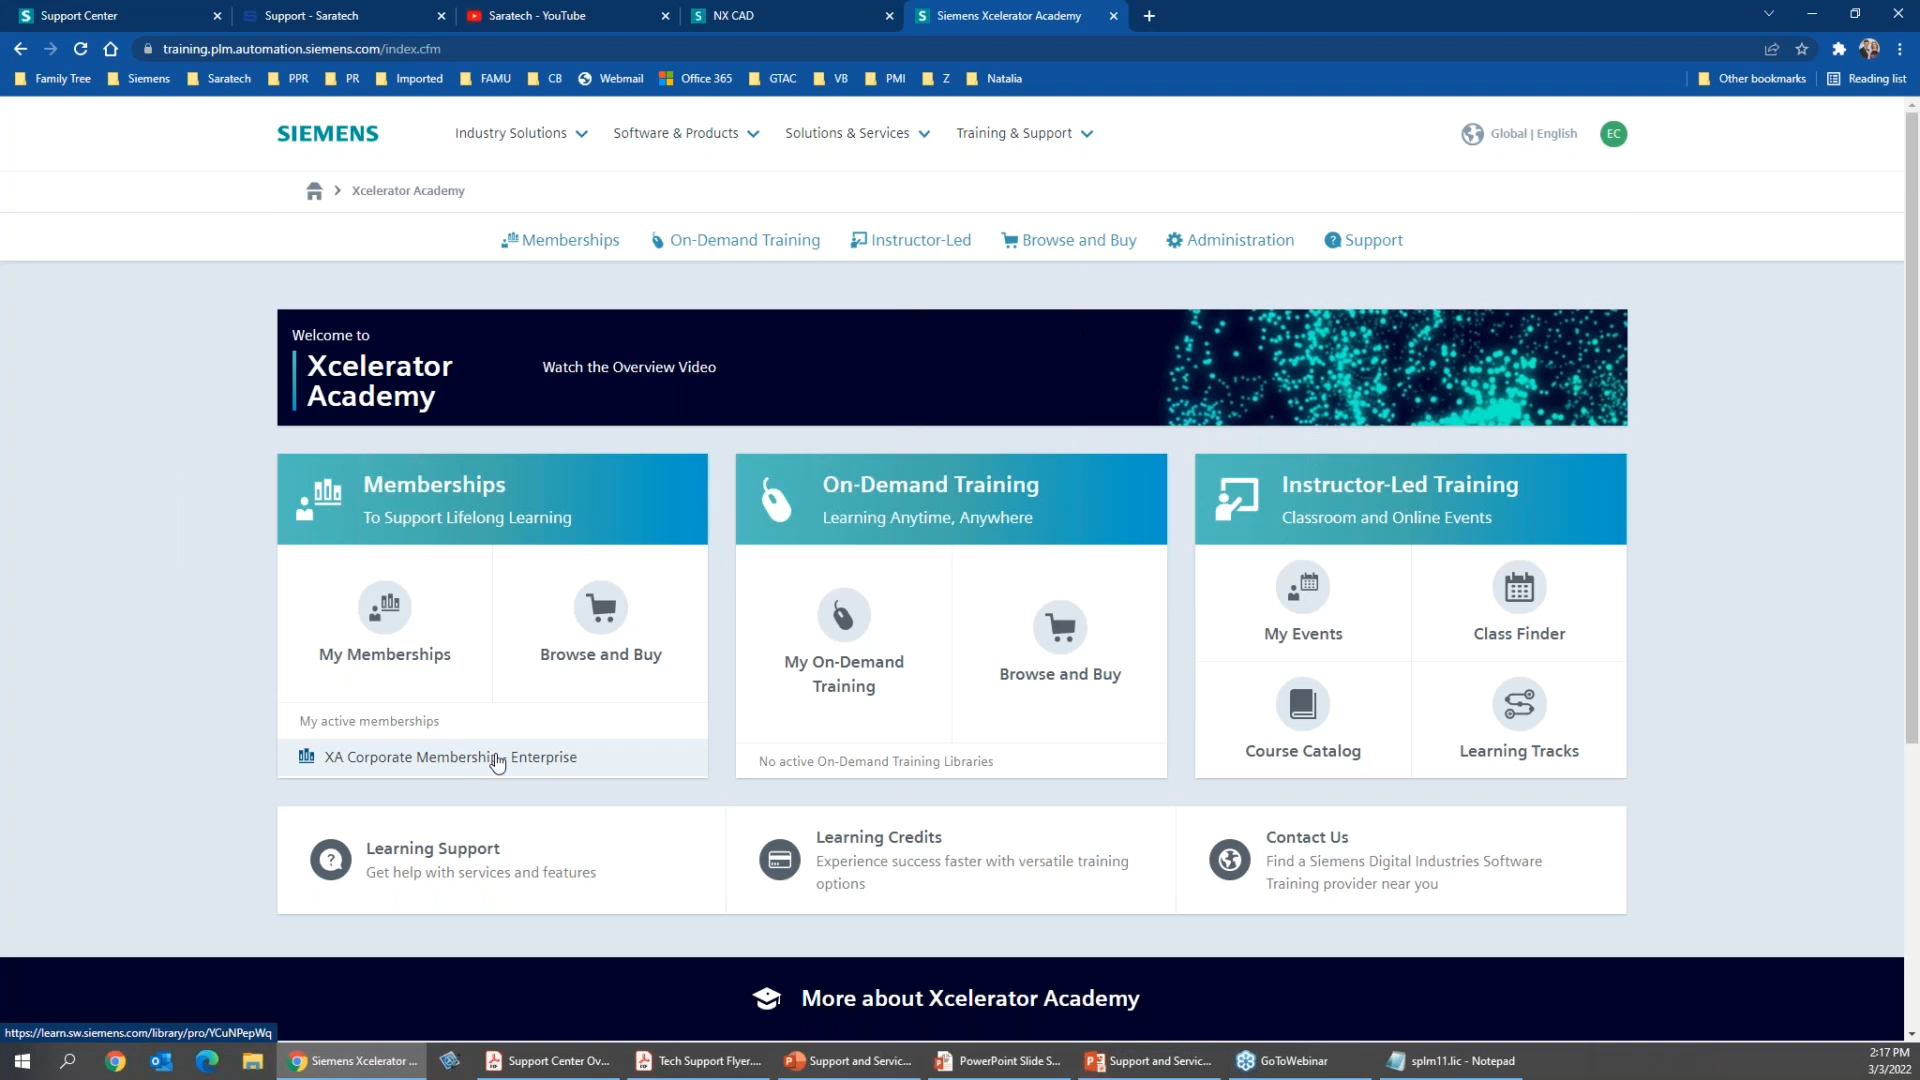 Support Center
Support - Saratech
Saratech - YouTube
NX CAD
Siemens Xcelerator Academy
training.plm.automation.siemens.com/index.cfm
Family Tree
Siemens
Saratech
PPR
PR
Imported
FAMU
CB
Webmail
Office 365
GTAC
VB
PMI
Z
Natalia
Other bookmarks
Reading list
SIEMENS
Industry Solutions
Software & Products
Solutions & Services
Training & Support
Global | English
EC
Xcelerator Academy
Memberships
On-Demand Training
Instructor-Led
Browse and Buy
Administration
Support
Welcome to
Xcelerator
Academy
Watch the Overview Video
Memberships
To Support Lifelong Learning
My Memberships
Browse and Buy
My active memberships
XA Corporate Membership Enterprise
On-Demand Training
Learning Anytime, Anywhere
My On-Demand
Training
Browse and Buy
No active On-Demand Training Libraries
Instructor-Led Training
Classroom and Online Events
My Events
Class Finder
Course Catalog
Learning Tracks
Learning Support
Get help with services and features
Learning Credits
Experience success faster with versatile training
options
Contact Us
Find a Siemens Digital Industries Software
Training provider near you
More about Xcelerator Academy
https://learn.sw.siemens.com/library/pro/YCuNPepWq
Siemens Xcelerator ...
Support Center Ov...
Tech Support Flyer....
Support and Servic...
PowerPoint Slide S...
Support and Servic...
GoToWebinar
splm11.lic - Notepad
2:17 PM
3/3/2022